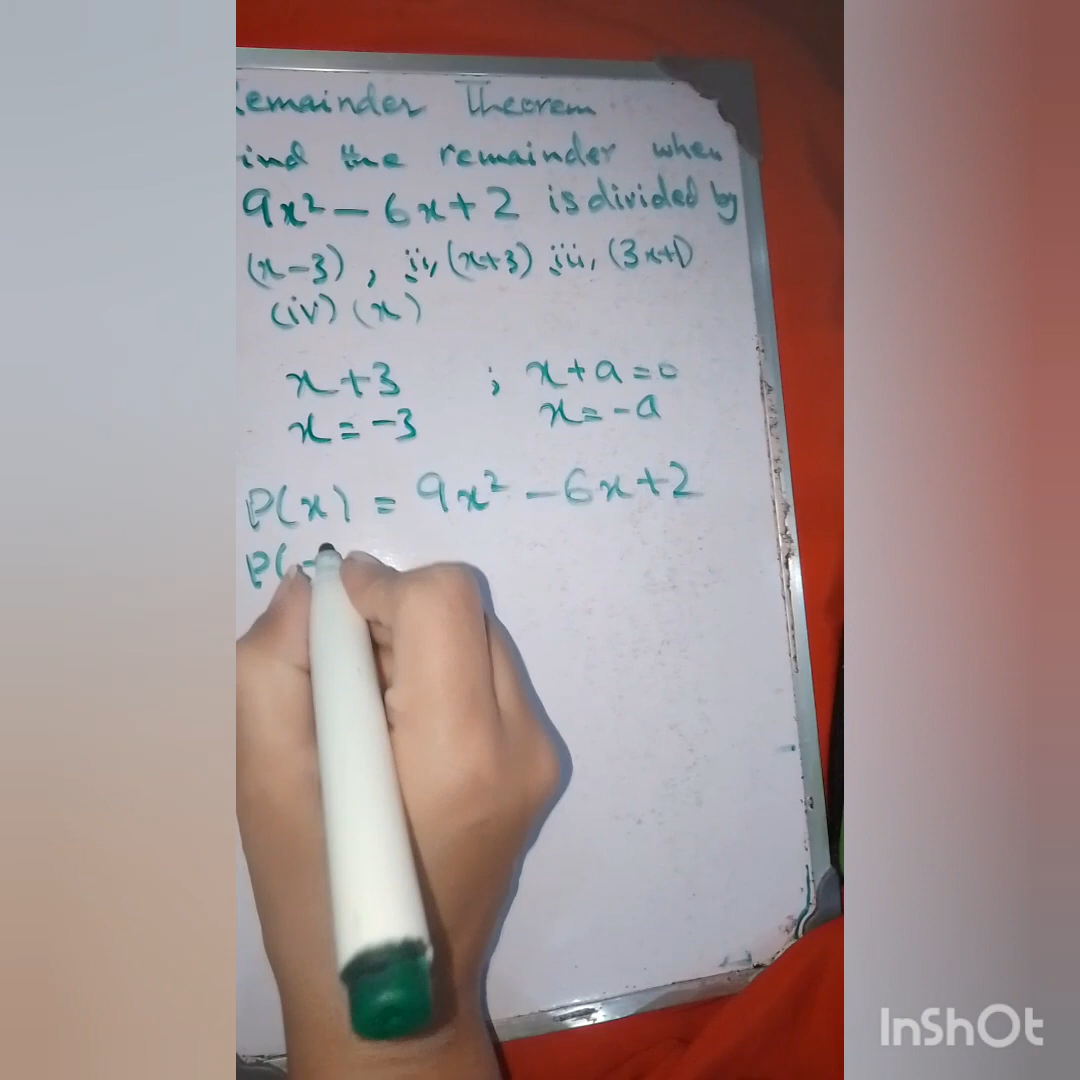 emainder Theorem
ind the remainder when
9x² - 6x + 2 is divided by
(x-3), ii, (x+3) iii, (3x+1)
(iv) (x)
x+3 ; x+a=0
x = -3 x = -a
P(x) = 9x² - 6x + 2
P(-
InShOt